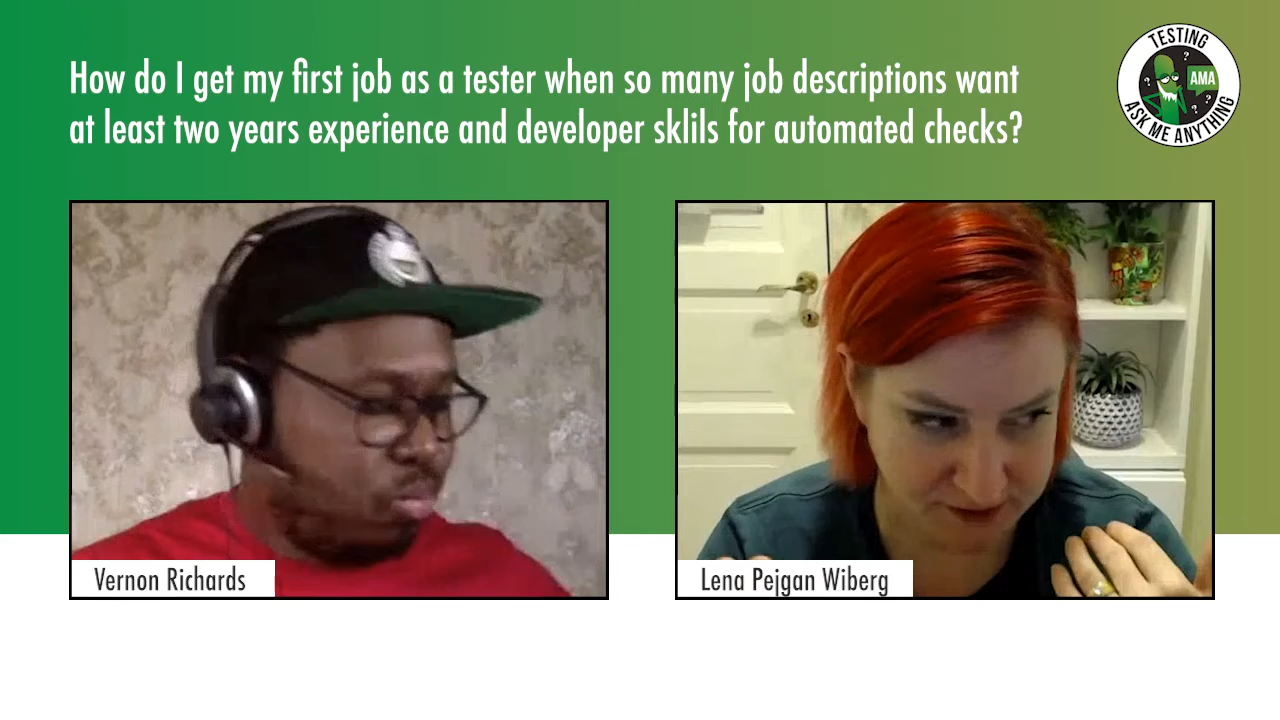 How do I get my first job as a tester when so many job descriptions want
at least two years experience and developer sklils for automated checks?
TESTING
AMA
ASK ME ANYTHING
Vernon Richards
Lena Pejgan Wiberg